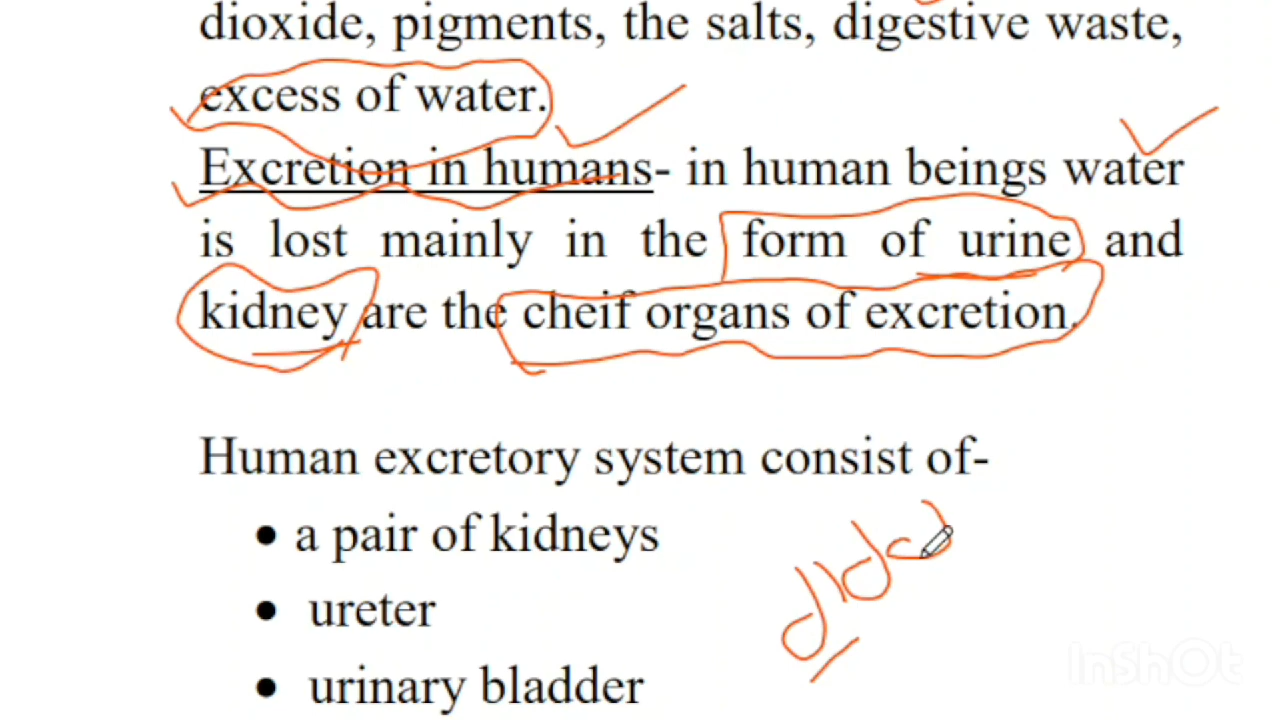 dioxide, pigments, the salts, digestive waste,
excess of water.
Excretion in humans- in human beings water
is lost mainly in the form of urine and
kidney are the cheif organs of excretion.
Human excretory system consist of-
• a pair of kidneys
• ureter
• urinary bladder
InShOt